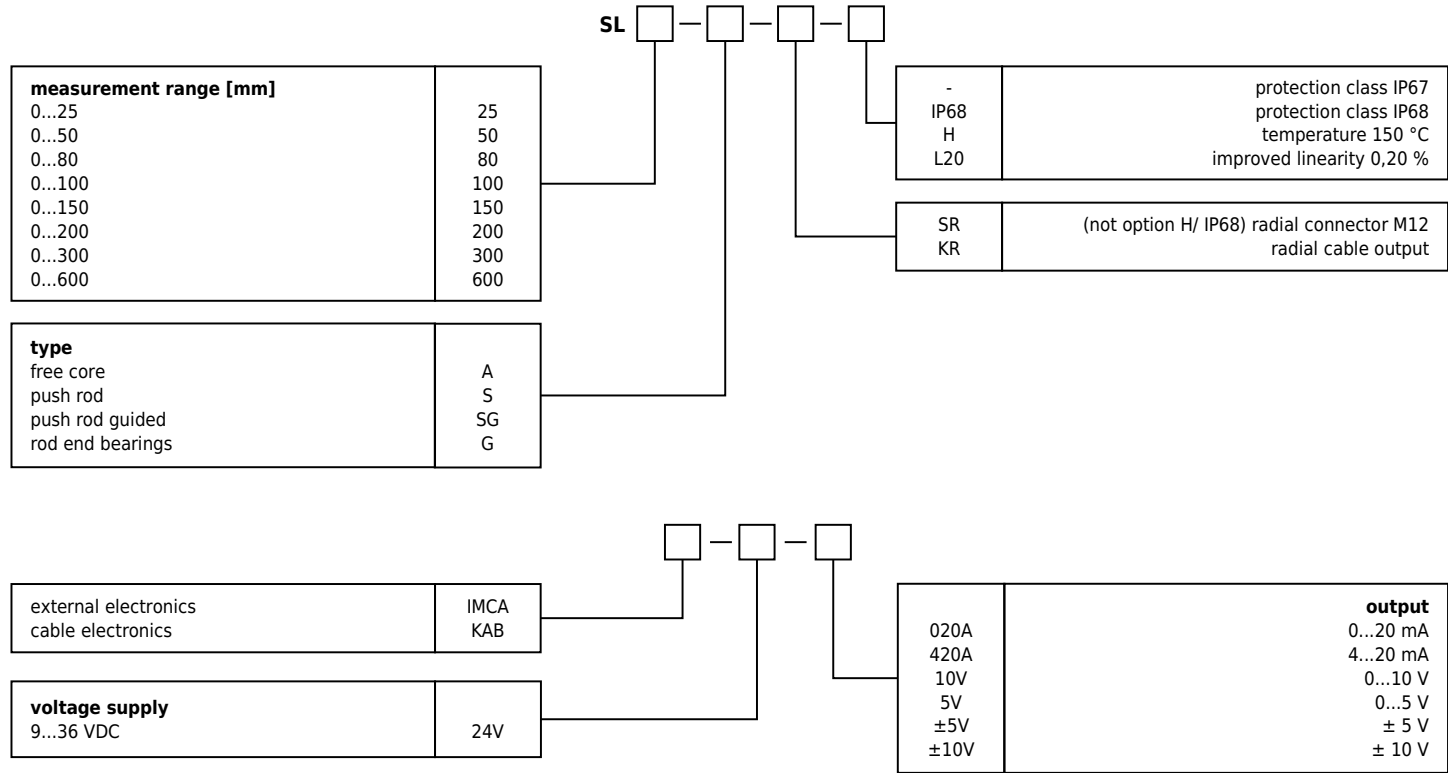 SL — — —
measurement range [mm]
0...25 25
0...50 50
0...80 80
0...100 100
0...150 150
0...200 200
0...300 300
0...600 600
type
free core A
push rod S
push rod guided SG
rod end bearings G
- protection class IP67
IP68 protection class IP68
H temperature 150 °C
L20 improved linearity 0,20 %
SR (not option H/ IP68) radial connector M12
KR radial cable output
— —
external electronics IMCA
cable electronics KAB
voltage supply
9...36 VDC 24V
output
020A 0...20 mA
420A 4...20 mA
10V 0...10 V
5V 0...5 V
±5V ± 5 V
±10V ± 10 V